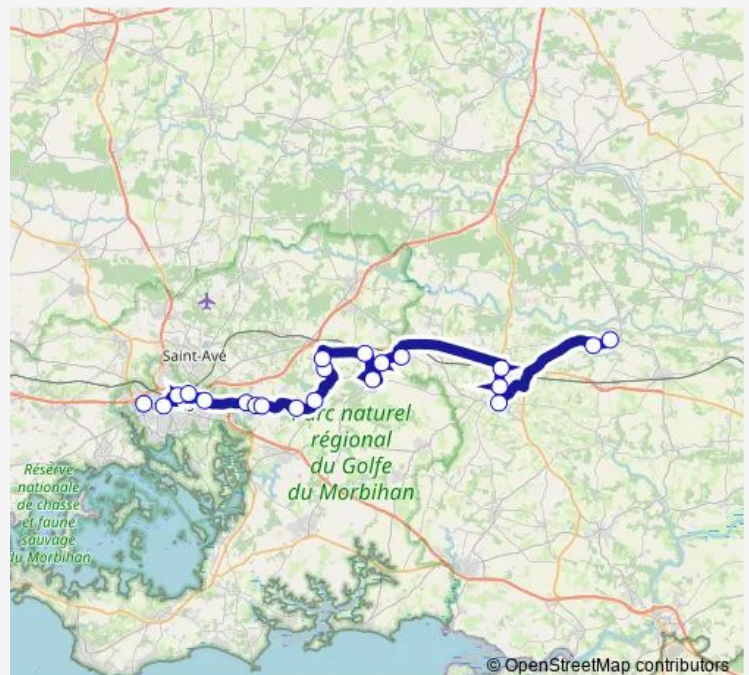 Saint-Avé
Parc naturel
régional
du Golfe
du Morbihan
Réserve
nationale
de chasse
et faune
sauvage
du Morbihan
© OpenStreetMap contributors